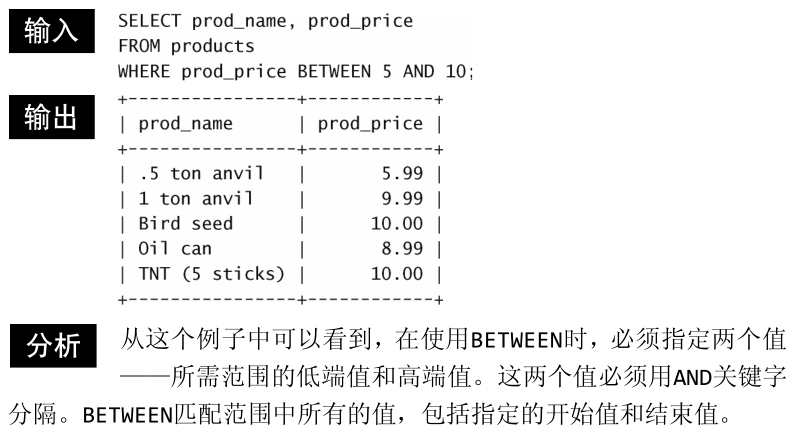 输入
SELECT prod_name, prod_price
FROM products
WHERE prod_price BETWEEN 5 AND 10;
输出
+----------------+------------+
| prod_name      | prod_price |
+----------------+------------+
| .5 ton anvil   |       5.99 |
| 1 ton anvil    |       9.99 |
| Bird seed      |      10.00 |
| Oil can        |       8.99 |
| TNT (5 sticks) |      10.00 |
+----------------+------------+
分析 从这个例子中可以看到，在使用BETWEEN时，必须指定两个值
——所需范围的低端值和高端值。这两个值必须用AND关键字
分隔。BETWEEN匹配范围中所有的值，包括指定的开始值和结束值。